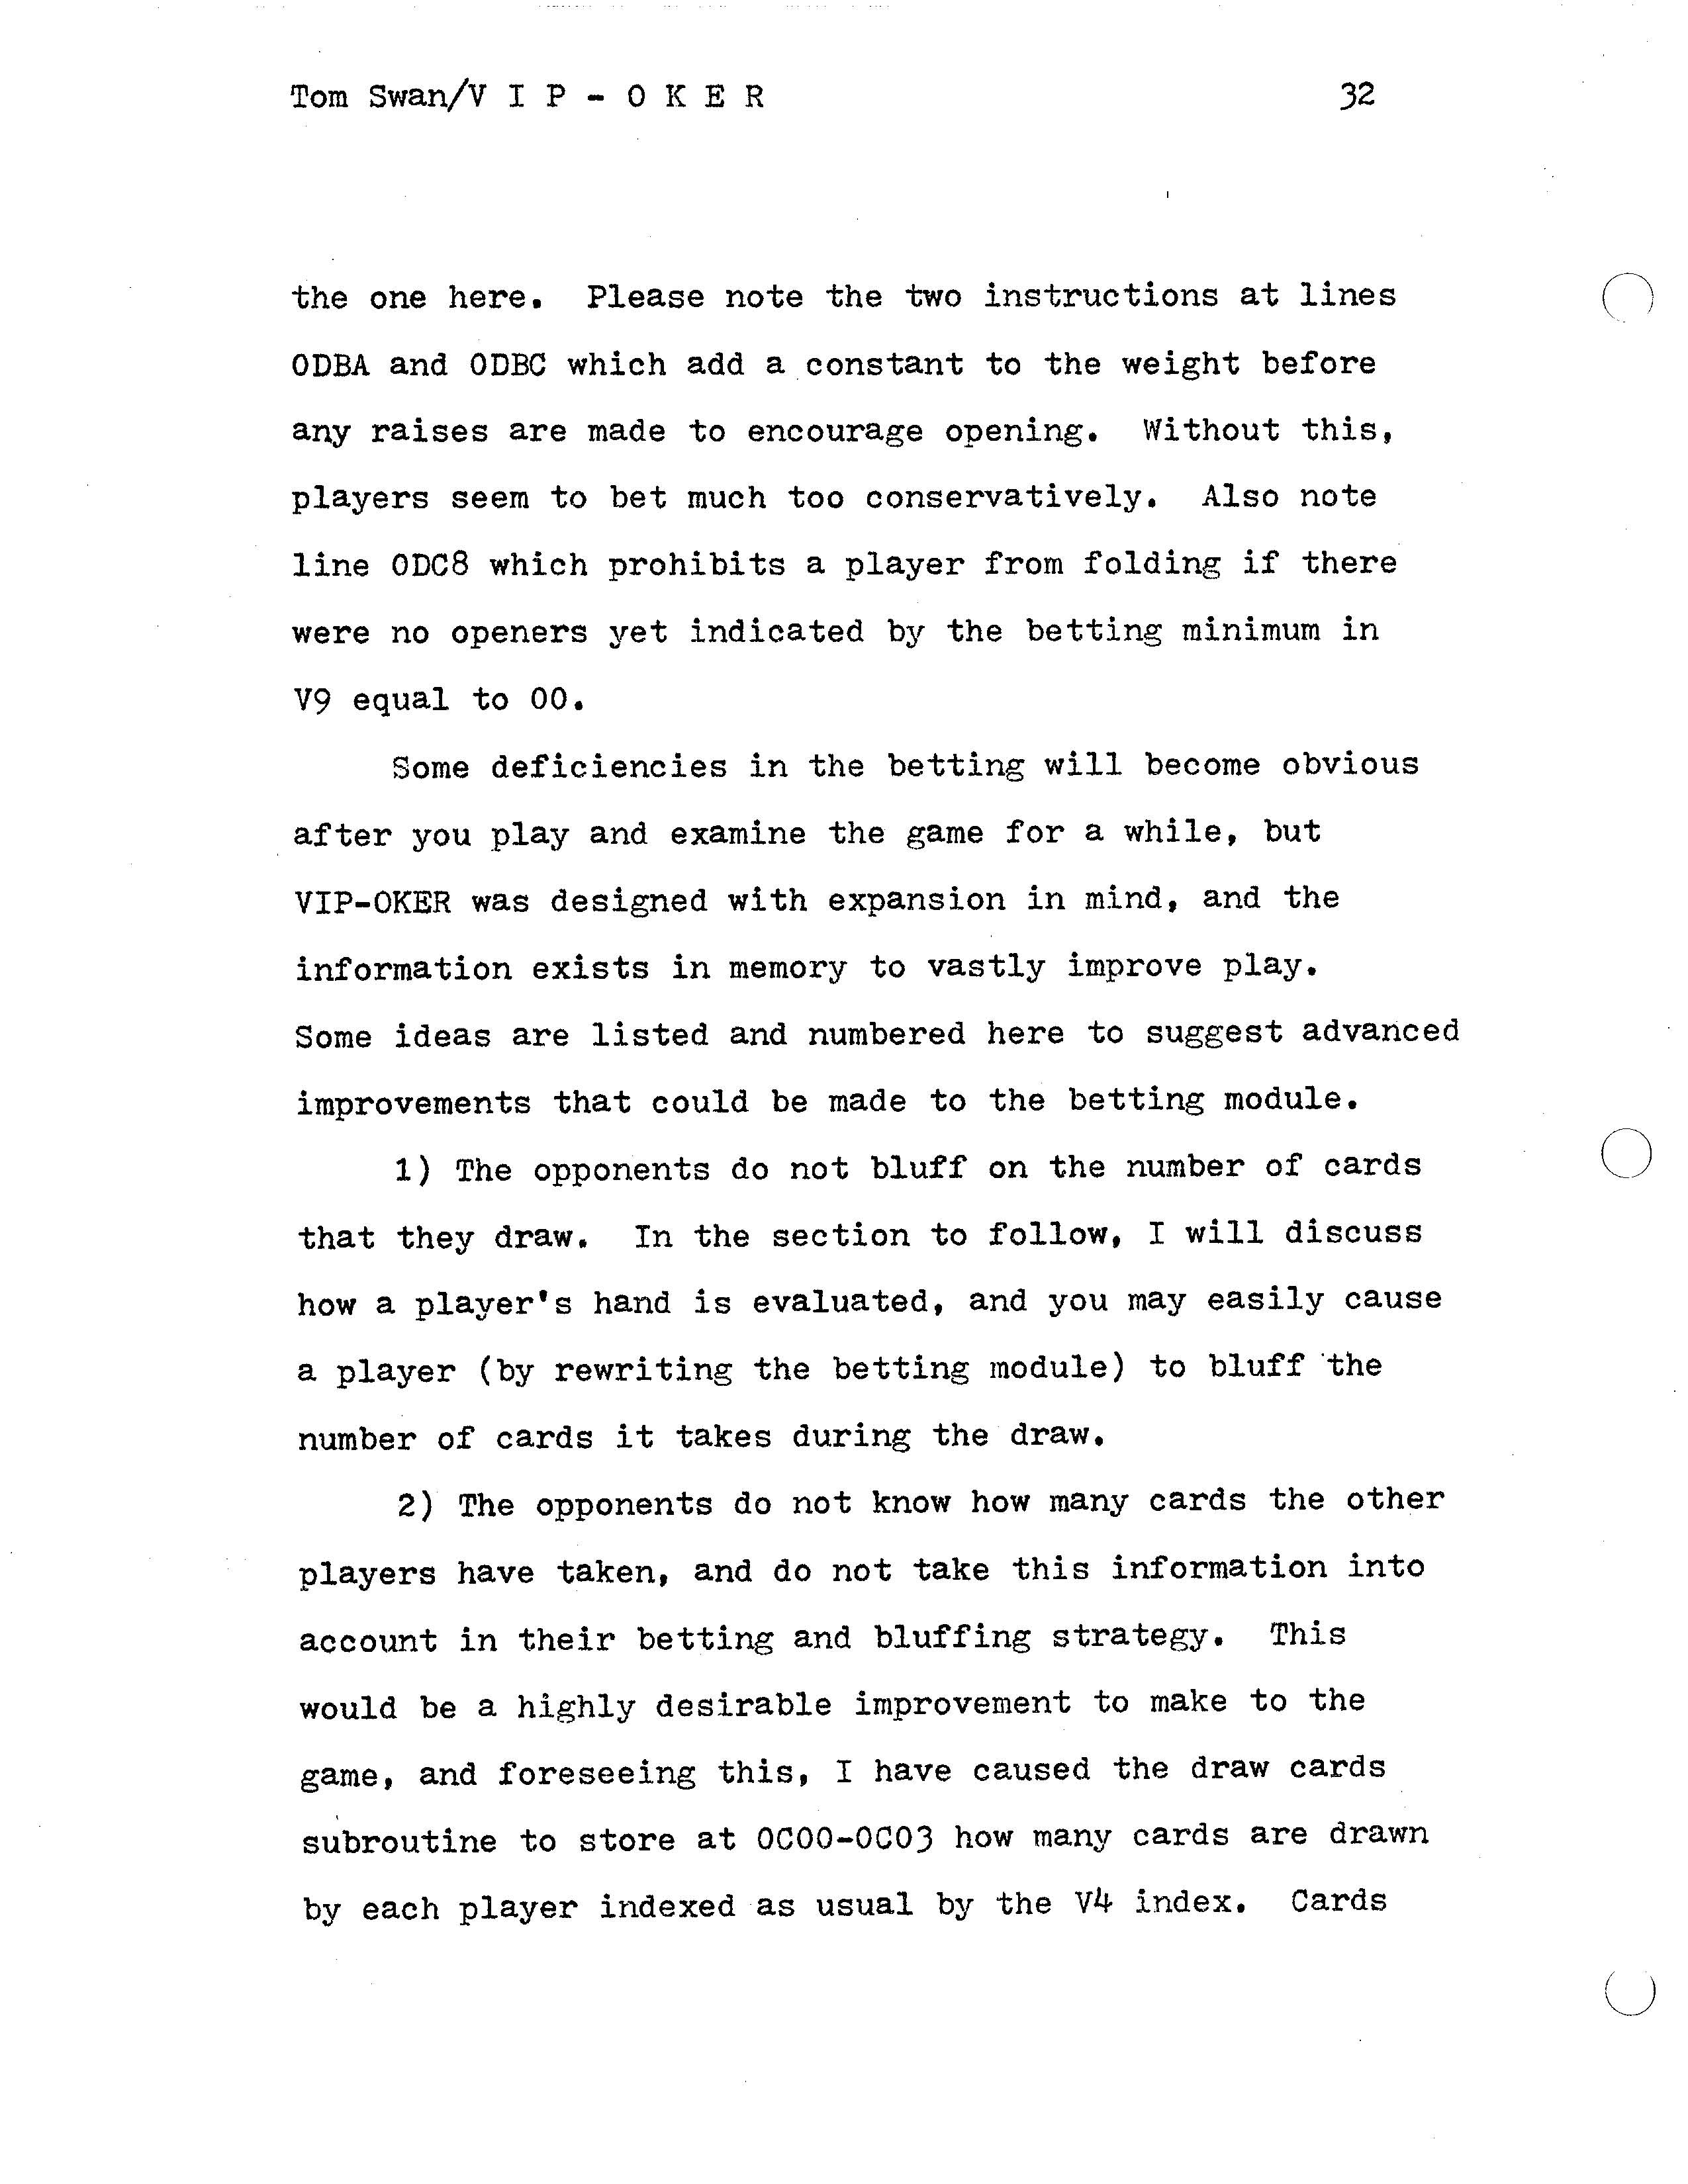 Tom Swan/V I P - O K E R 32
the one here.  Please note the two instructions at lines
0DBA and 0DBC which add a constant to the weight before
any raises are made to encourage opening.  Without this,
players seem to bet much too conservatively.  Also note
line 0DC8 which prohibits a player from folding if there
were no openers yet indicated by the betting minimum in
V9 equal to 00.
Some deficiencies in the betting will become obvious
after you play and examine the game for a while, but
VIP-OKER was designed with expansion in mind, and the
information exists in memory to vastly improve play.
Some ideas are listed and numbered here to suggest advanced
improvements that could be made to the betting module.
1) The opponents do not bluff on the number of cards
that they draw.  In the section to follow, I will discuss
how a player's hand is evaluated, and you may easily cause
a player (by rewriting the betting module) to bluff the
number of cards it takes during the draw.
2) The opponents do not know how many cards the other
players have taken, and do not take this information into
account in their betting and bluffing strategy.  This
would be a highly desirable improvement to make to the
game, and foreseeing this, I have caused the draw cards
subroutine to store at 0C00-0C03 how many cards are drawn
by each player indexed as usual by the V4 index.  Cards